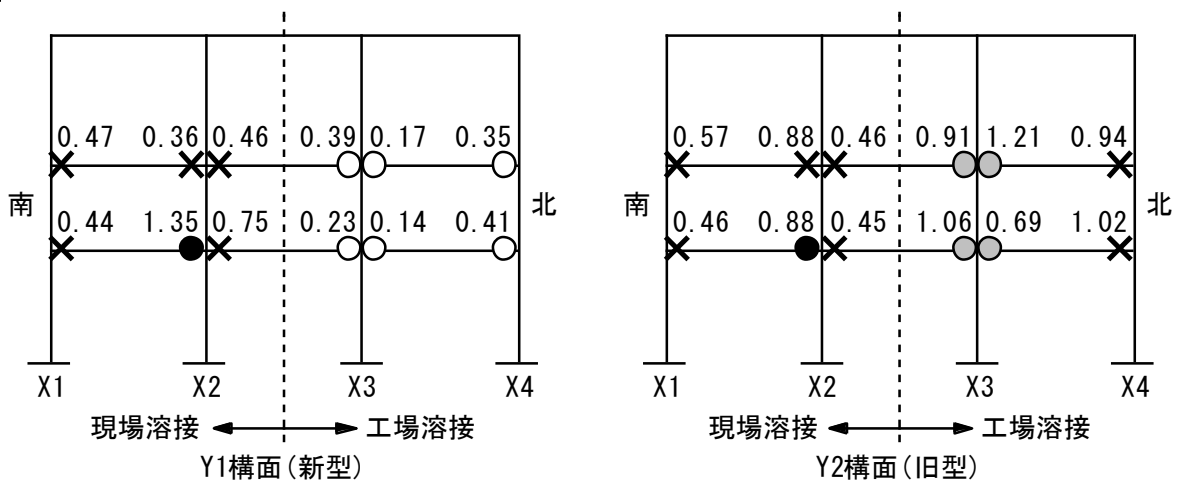 0.47 0.36 0.46 0.39 0.17 0.35
南 北
0.44 1.35 0.75 0.23 0.14 0.41
X1 X2 X3 X4
現場溶接 工場溶接
Y1構面(新型)
0.57 0.88 0.46 0.91 1.21 0.94
南 北
0.46 0.88 0.45 1.06 0.69 1.02
X1 X2 X3 X4
現場溶接 工場溶接
Y2構面(旧型)